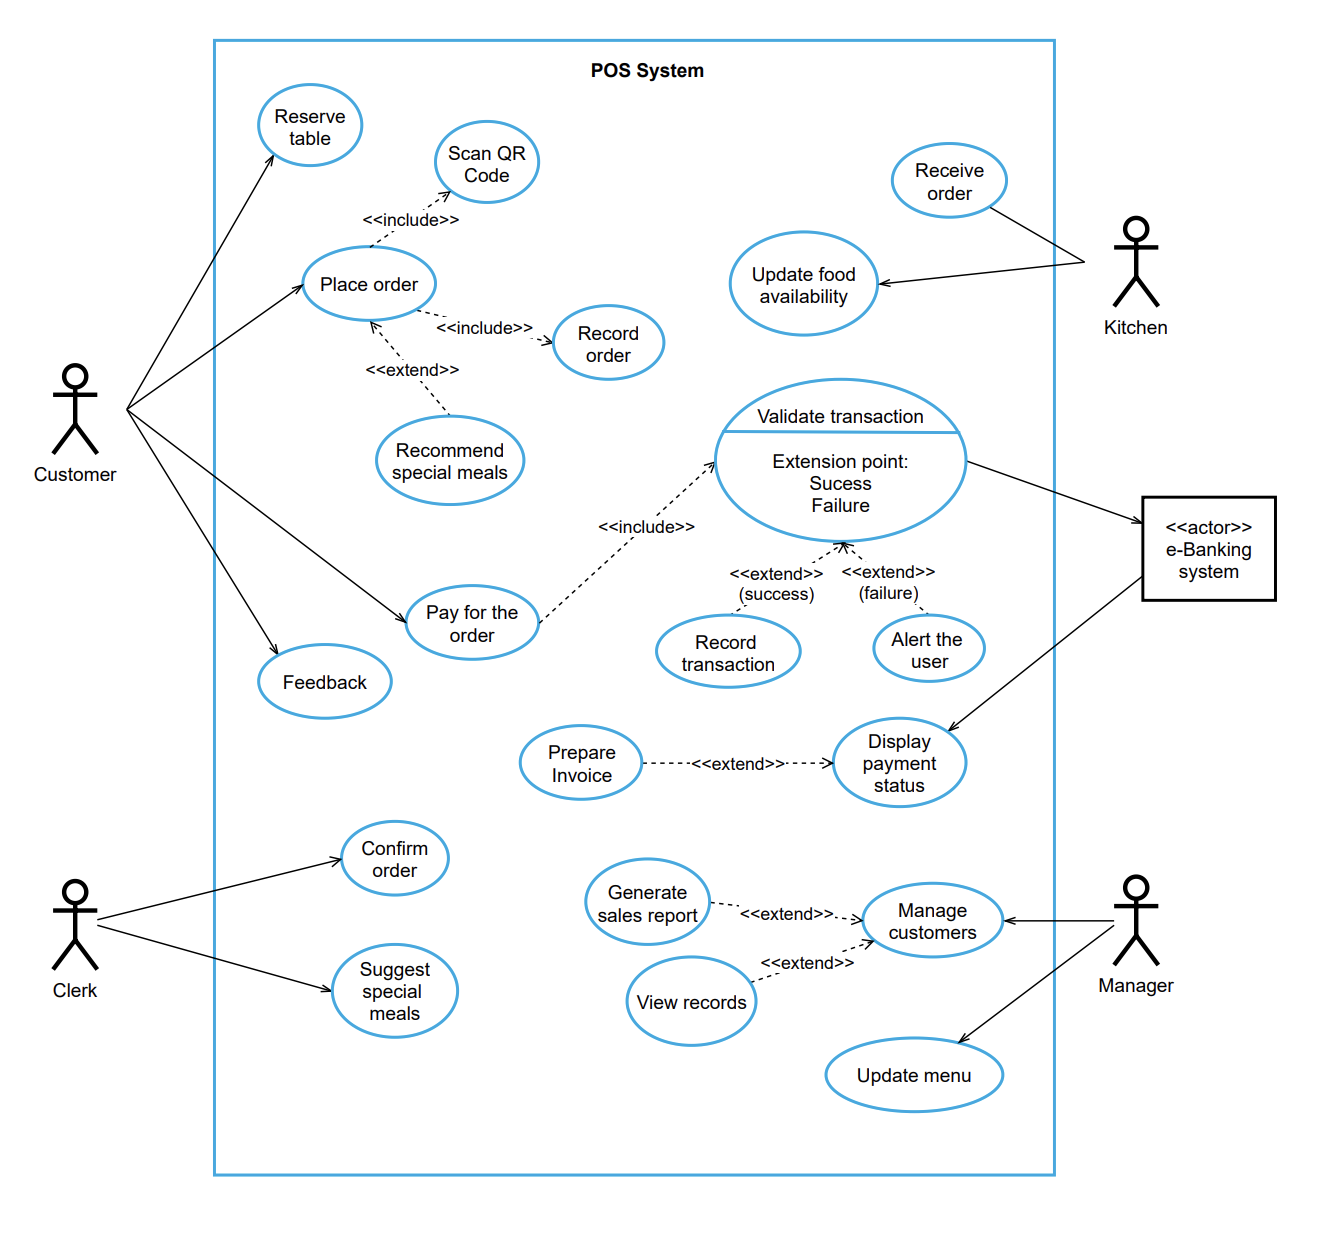 POS System
Reserve
table
Scan QR
Code
<<include>>
Place order
<<include>>
Record
order
<<extend>>
Recommend
special meals
Receive
order
Update food
availability
Kitchen
Customer
Validate transaction
Extension point:
Sucess
Failure
<<include>>
<<actor>>
e-Banking
system
<<extend>>
(success)
<<extend>>
(failure)
Pay for the
order
Record
transaction
Alert the
user
Feedback
Prepare
Invoice
<<extend>>
Display
payment
status
Confirm
order
Clerk
Suggest
special
meals
Generate
sales report
<<extend>>
Manage
customers
<<extend>>
View records
Manager
Update menu